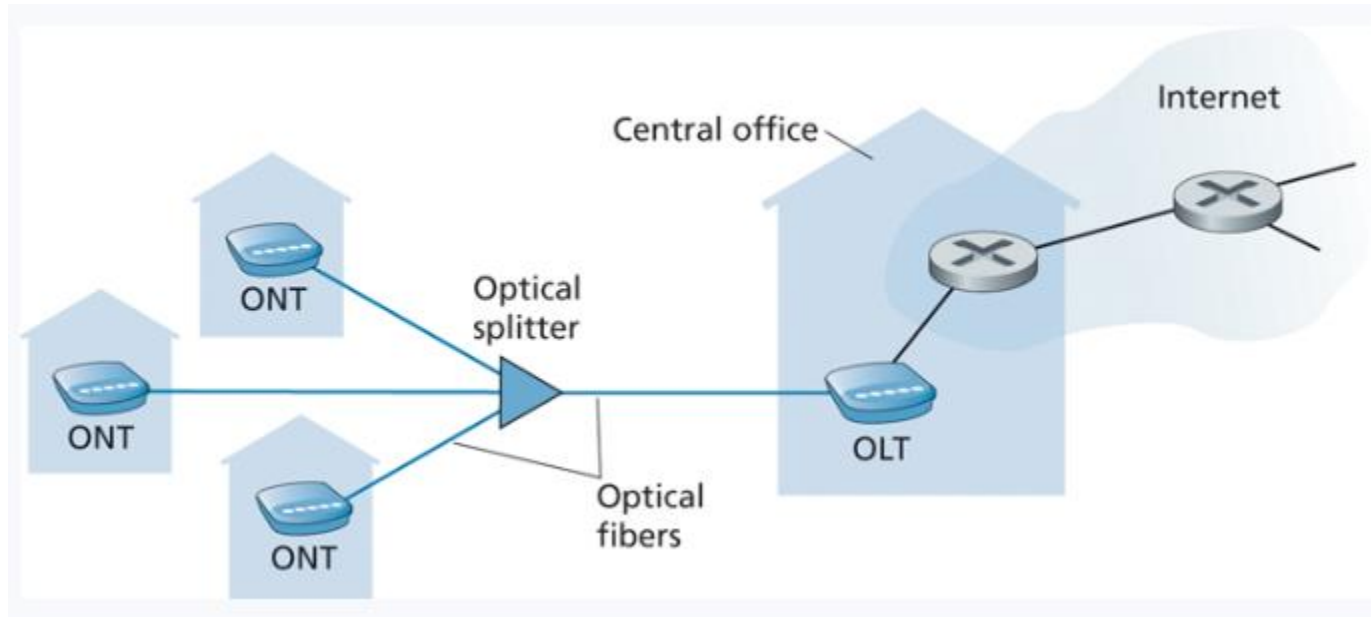 Internet
Central office
ONT
Optical
splitter
ONT
OLT
Optical
fibers
ONT